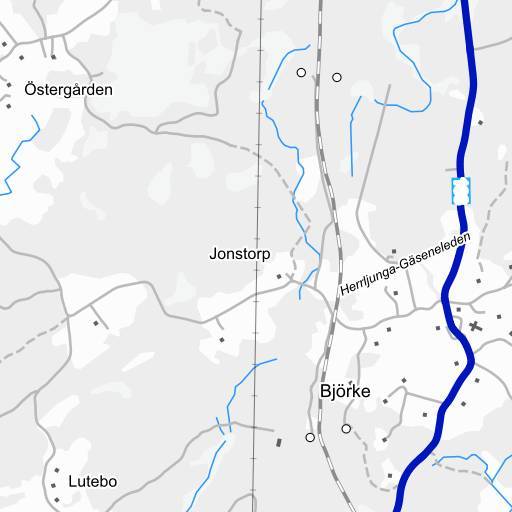 Östergården
Jonstorp
Herrljunga-Gäseneleden
Björke
Lutebo